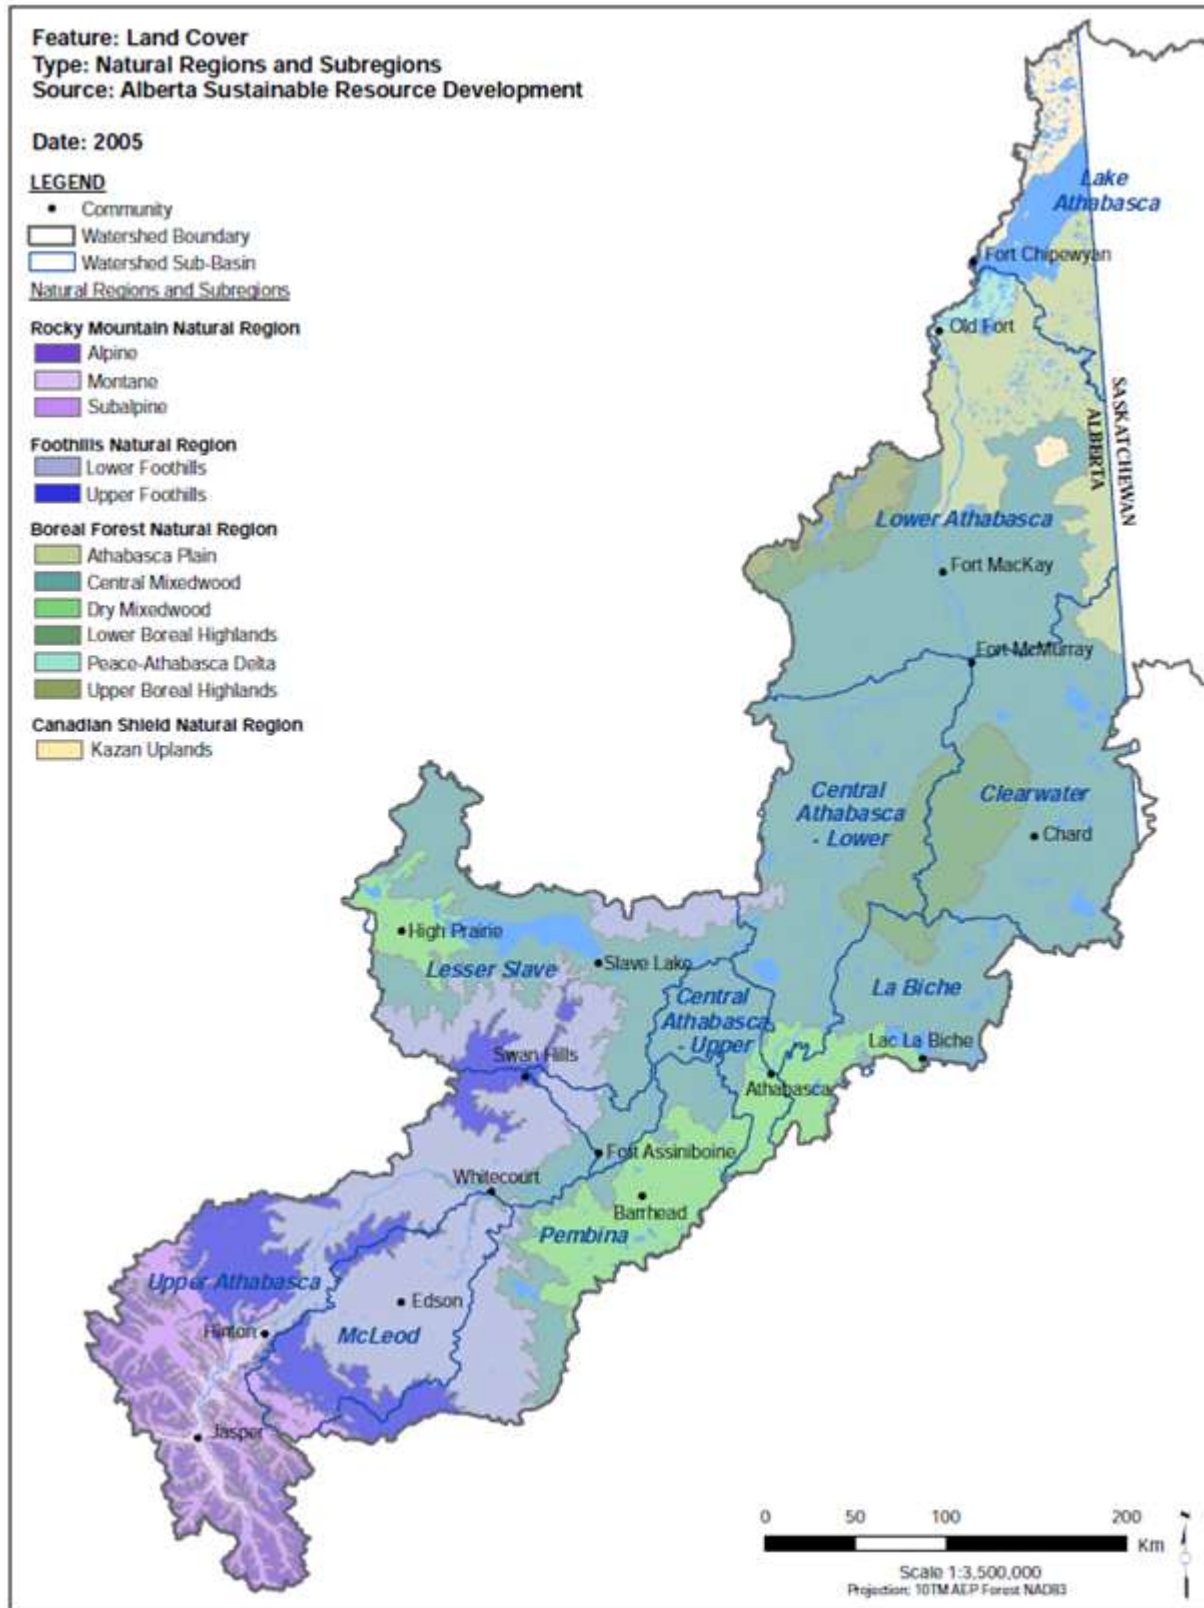 Feature: Land Cover
Type: Natural Regions and Subregions
Source: Alberta Sustainable Resource Development
Date: 2005
LEGEND
Community
Watershed Boundary
Watershed Sub-Basin
Natural Regions and Subregions
Rocky Mountain Natural Region
Alpine
Montane
Subalpine
Foothills Natural Region
Lower Foothills
Upper Foothills
Boreal Forest Natural Region
Athabasca Plain
Central Mixedwood
Dry Mixedwood
Lower Boreal Highlands
Peace-Athabasca Delta
Upper Boreal Highlands
Canadian Shield Natural Region
Kazan Uplands
Lake
Athabasca
Fort Chipewyan
Old Fort
SASKATCHEWAN
ALBERTA
Lower Athabasca
Fort MacKay
Fort McMurray
Central
Athabasca
- Lower
Clearwater
Chard
High Prairie
Lesser Slave
Slave Lake
Central
Athabasca
- Upper
La Biche
Lac La Biche
Swan Hills
Athabasca
Fort Assiniboine
Whitecourt
Barrhead
Pembina
Upper Athabasca
Edson
Hinton
McLeod
Jasper
0 50 100 200
Km
Scale 1:3,500,000
Projection: 10TM AEP Forest NAD83